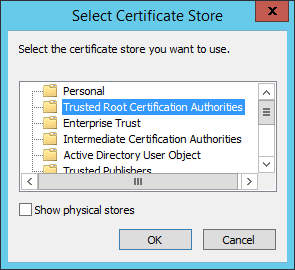 Select Certificate Store
x
Select the certificate store you want to use.
Personal
Trusted Root Certification Authorities
Enterprise Trust
Intermediate Certification Authorities
Active Directory User Object
Trusted Publishers
Show physical stores
OK
Cancel